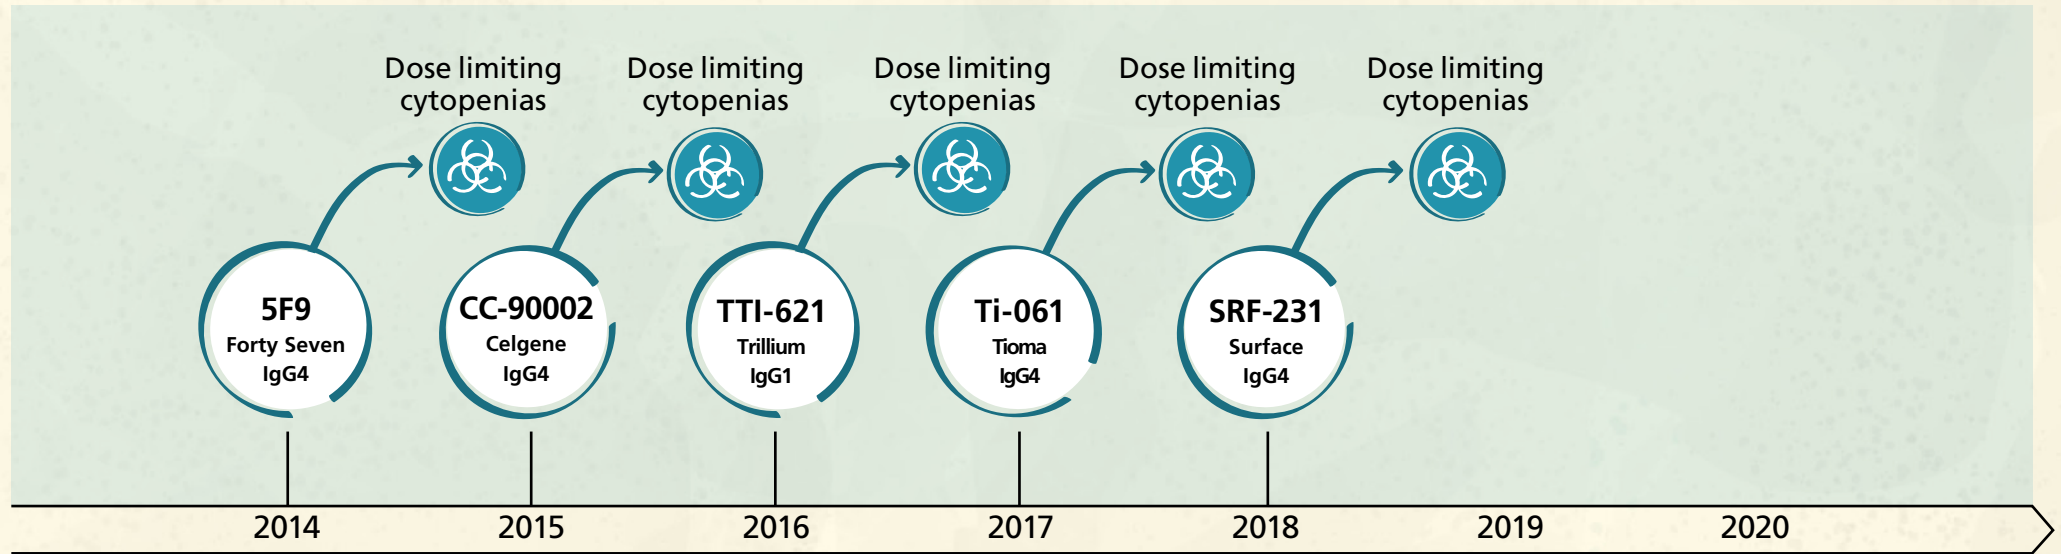 Dose limiting
cytopenias
Dose limiting
cytopenias
Dose limiting
cytopenias
Dose limiting
cytopenias
Dose limiting
cytopenias
5F9
Forty Seven
IgG4
CC-90002
Celgene
IgG4
TTI-621
Trillium
IgG1
Ti-061
Tioma
IgG4
SRF-231
Surface
IgG4
2014
2015
2016
2017
2018
2019
2020